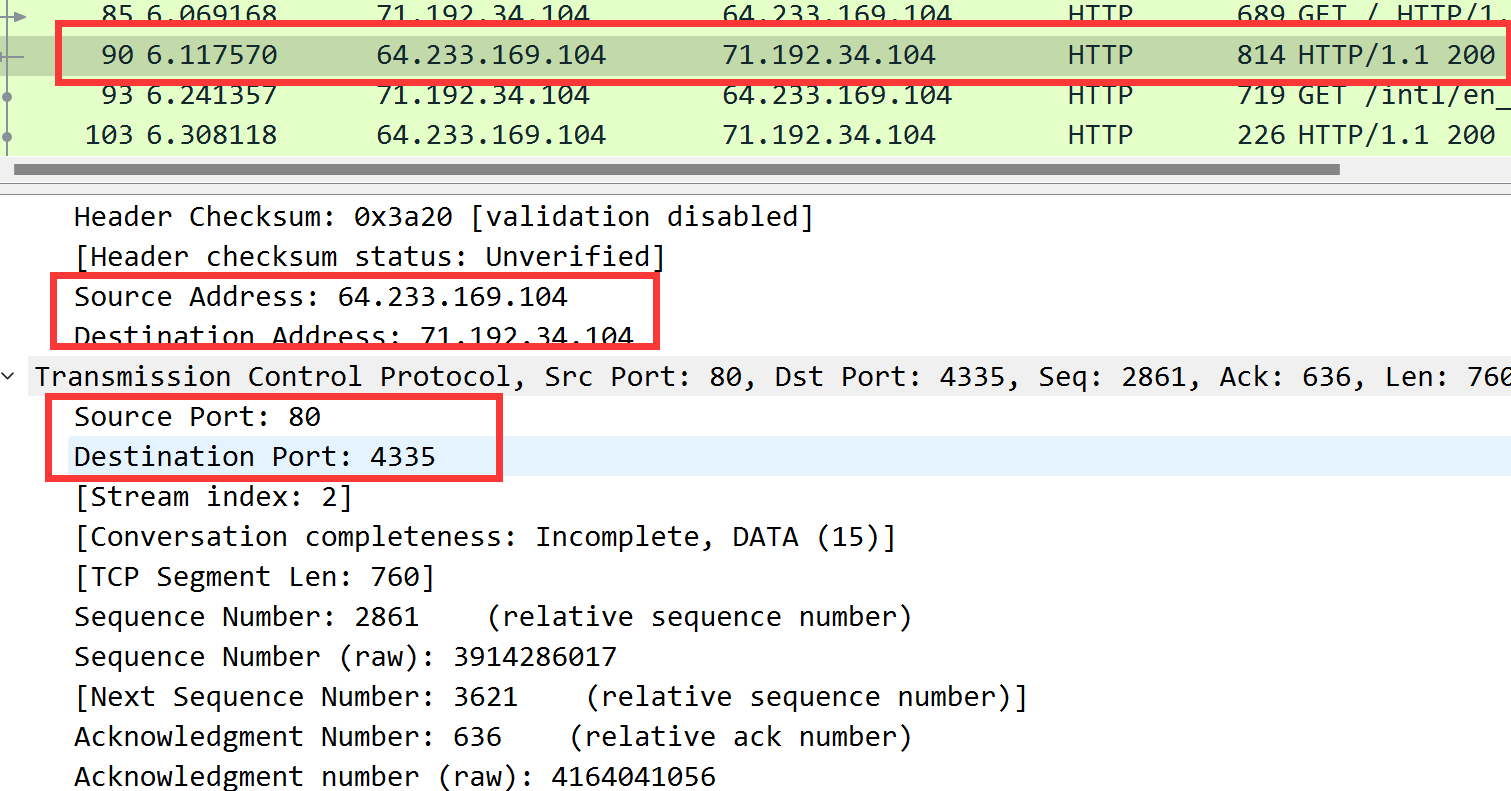 85 6.069168 71.192.34.104 64.233.169.104 HTTP 689 GET / HTTP/1.
90 6.117570 64.233.169.104 71.192.34.104 HTTP 814 HTTP/1.1 200
93 6.241357 71.192.34.104 64.233.169.104 HTTP 719 GET /intl/en_
103 6.308118 64.233.169.104 71.192.34.104 HTTP 226 HTTP/1.1 200
Header Checksum: 0x3a20 [validation disabled]
[Header checksum status: Unverified]
Source Address: 64.233.169.104
Destination Address: 71.192.34.104
Transmission Control Protocol, Src Port: 80, Dst Port: 4335, Seq: 2861, Ack: 636, Len: 760
Source Port: 80
Destination Port: 4335
[Stream index: 2]
[Conversation completeness: Incomplete, DATA (15)]
[TCP Segment Len: 760]
Sequence Number: 2861    (relative sequence number)
Sequence Number (raw): 3914286017
[Next Sequence Number: 3621    (relative sequence number)]
Acknowledgment Number: 636    (relative ack number)
Acknowledgment number (raw): 4164041056